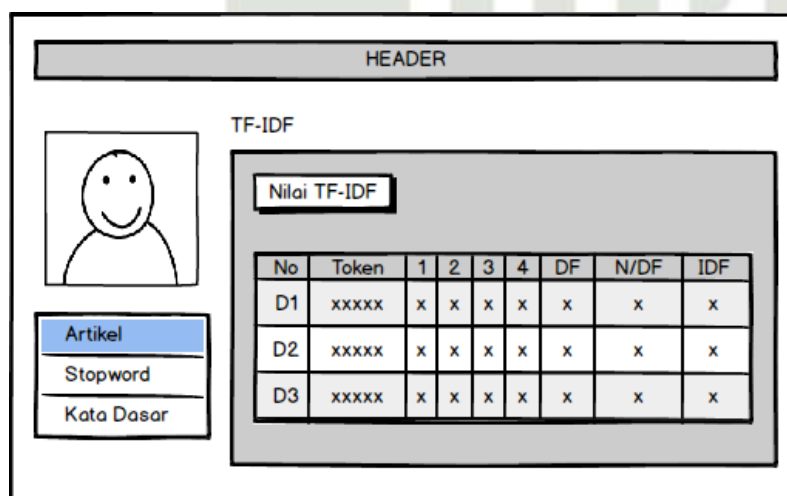 HEADER
TF-IDF
Nilai TF-IDF
No Token 1 2 3 4 DF N/DF IDF
D1 xxxxx x x x x x x x
D2 xxxxx x x x x x x x
D3 xxxxx x x x x x x x
Artikel
Stopword
Kata Dasar